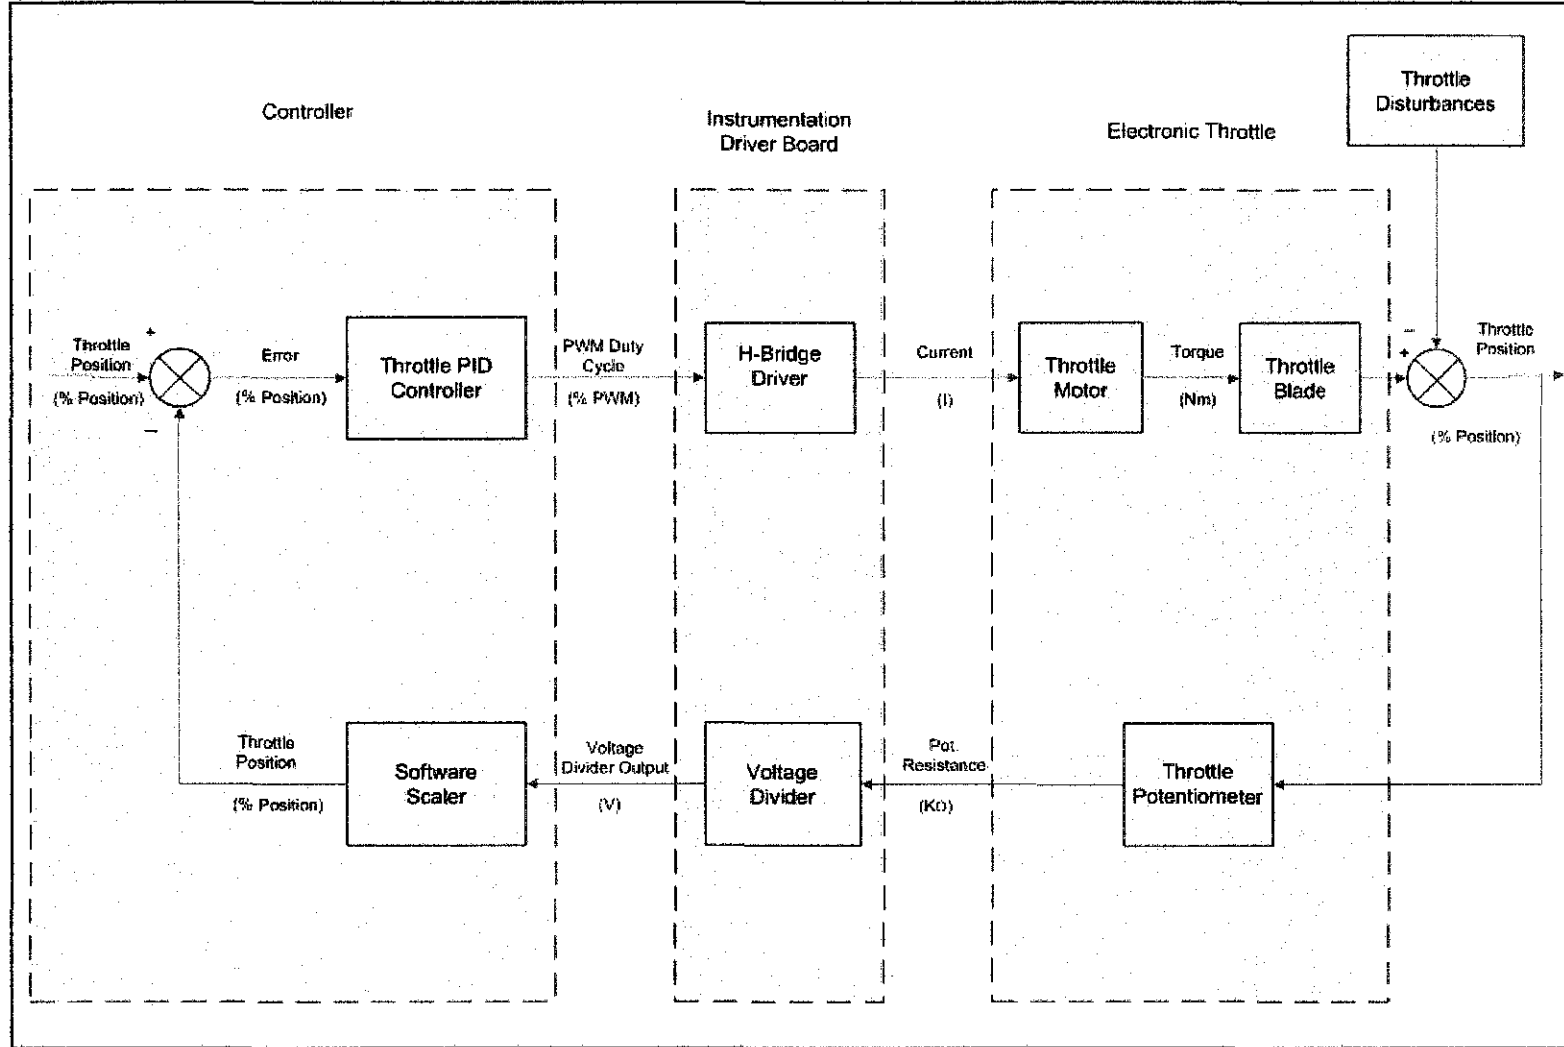 Throttle
Disturbances
Controller
Instrumentation
Driver Board
Electronic Throttle
+
Throttle
Position
(% Position)
−
Error
(% Position)
Throttle PID
Controller
PWM Duty
Cycle
(% PWM)
H-Bridge
Driver
Current
(I)
Throttle
Motor
Torque
(Nm)
Throttle
Blade
+
−
Throttle
Position
(% Position)
Throttle
Position
(% Position)
Software
Scaler
Voltage
Divider Output
(V)
Voltage
Divider
Pot.
Resistance
(KΩ)
Throttle
Potentiometer